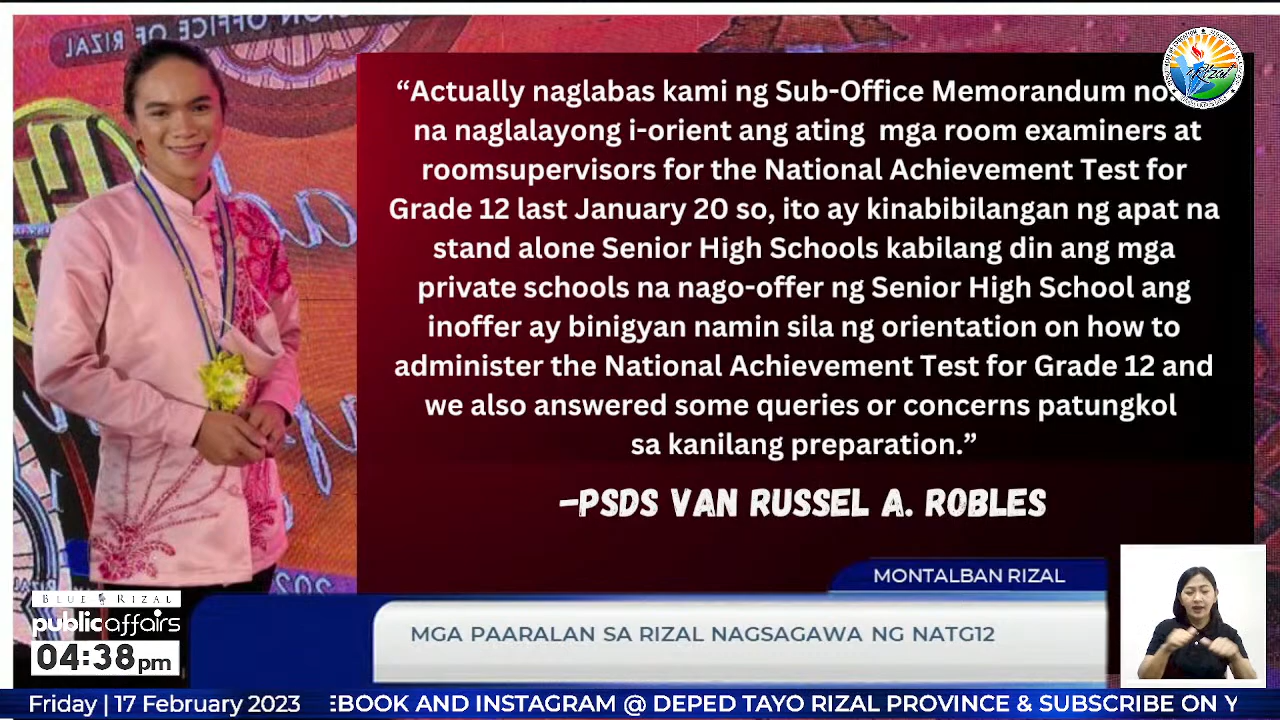 “Actually naglabas kami ng Sub-Office Memorandum no.
na naglalayong i-orient ang ating mga room examiners at
roomsupervisors for the National Achievement Test for
Grade 12 last January 20 so, ito ay kinabibilangan ng apat na
stand alone Senior High Schools kabilang din ang mga
private schools na nago-offer ng Senior High School ang
inoffer ay binigyan namin sila ng orientation on how to
administer the National Achievement Test for Grade 12 and
we also answered some queries or concerns patungkol
sa kanilang preparation.”
-PSDS VAN RUSSEL A. ROBLES
MONTALBAN RIZAL
MGA PAARALAN SA RIZAL NAGSAGAWA NG NATG12
BLUE RIZAL
publicaffairs
04:38pm
Friday | 17 February 2023
EBOOK AND INSTAGRAM @ DEPED TAYO RIZAL PROVINCE & SUBSCRIBE ON Y
SION OFFICE OF RIZAL
Rizal